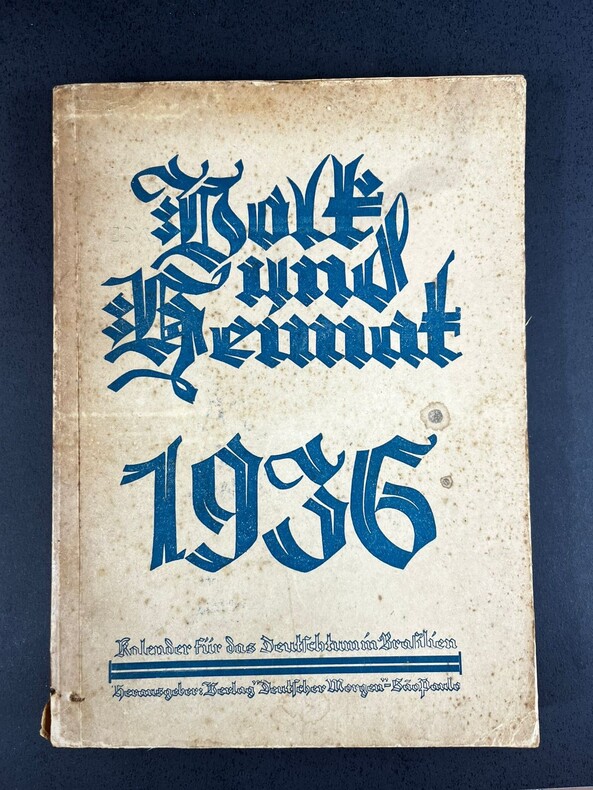 Volk
und
Heimat
1936
Kalender für das Deutschtum in Brasilien
Herausgeber: Verlag "Deutscher Morgen" - São Paulo